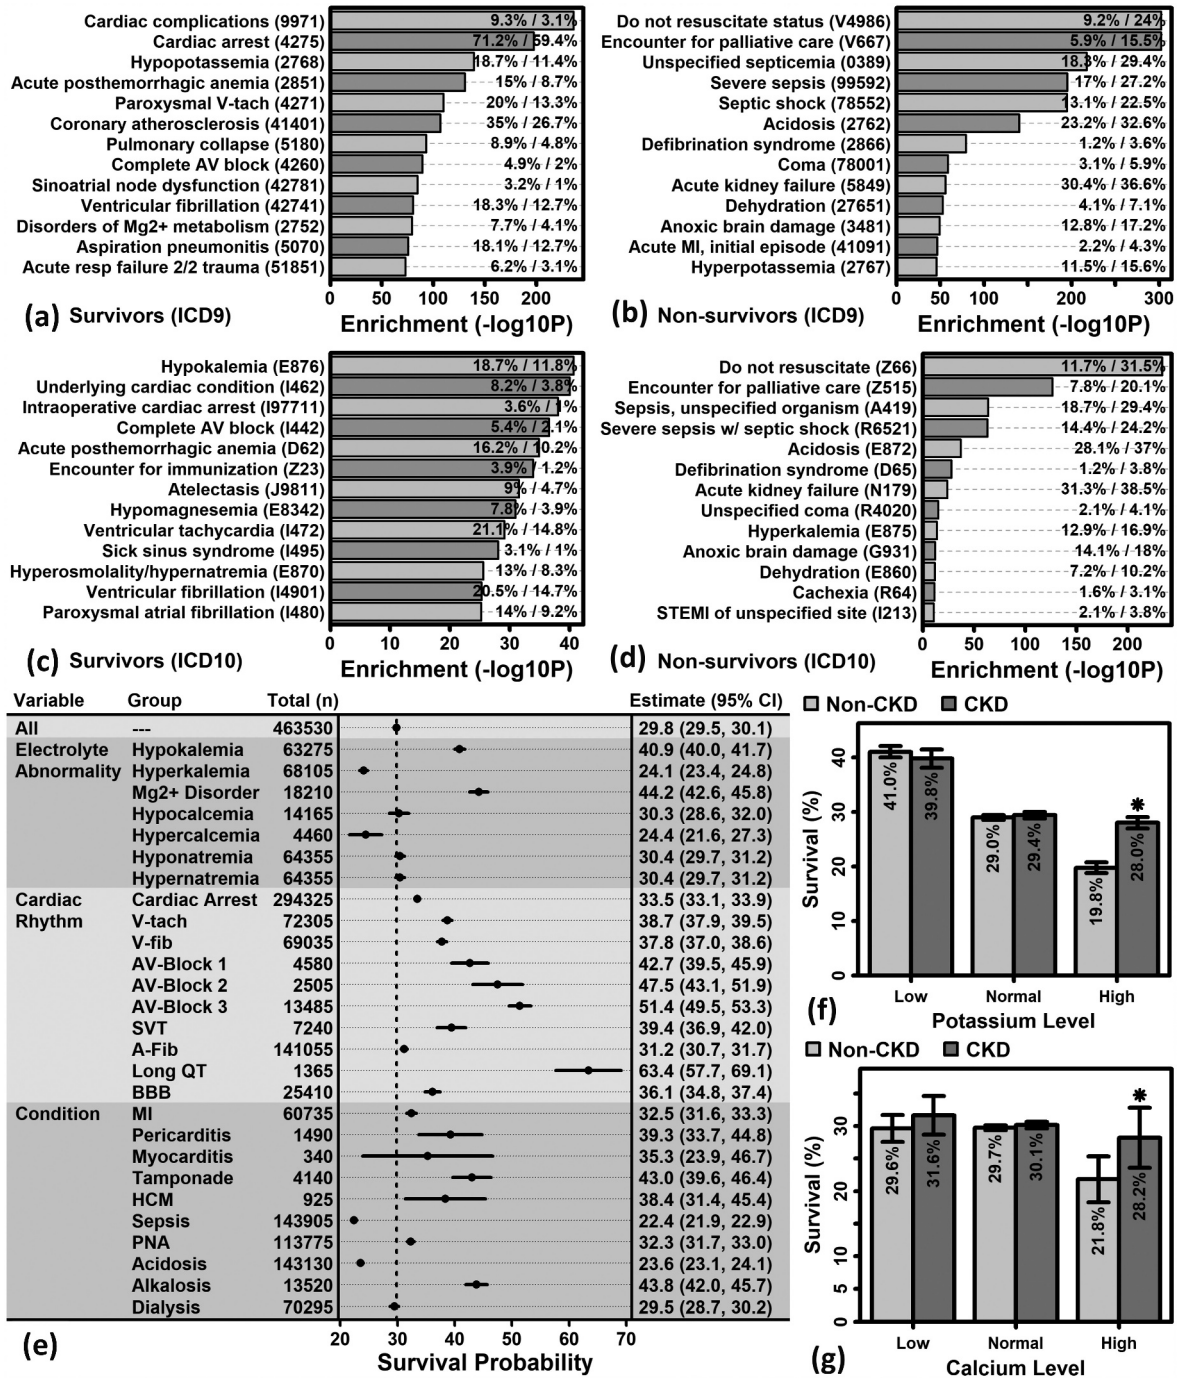 Cardiac complications (9971) 9.3% / 3.1%
Cardiac arrest (4275) 71.2% / 59.4%
Hypopotassemia (2768) 18.7% / 11.4%
Acute posthemorrhagic anemia (2851) 15% / 8.7%
Paroxysmal V-tach (4271) 20% / 13.3%
Coronary atherosclerosis (41401) 35% / 26.7%
Pulmonary collapse (5180) 8.9% / 4.8%
Complete AV block (4260) 4.9% / 2%
Sinoatrial node dysfunction (42781) 3.2% / 1%
Ventricular fibrillation (42741) 18.3% / 12.7%
Disorders of Mg2+ metabolism (2752) 7.7% / 4.1%
Aspiration pneumonitis (5070) 18.1% / 12.7%
Acute resp failure 2/2 trauma (51851) 6.2% / 3.1%
0 50 100 150 200
(a) Survivors (ICD9) Enrichment (-log10P)
Do not resuscitate status (V4986) 9.2% / 24%
Encounter for palliative care (V667) 5.9% / 15.5%
Unspecified septicemia (0389) 18.3% / 29.4%
Severe sepsis (99592) 17% / 27.2%
Septic shock (78552) 13.1% / 22.5%
Acidosis (2762) 23.2% / 32.6%
Defibrination syndrome (2866) 1.2% / 3.6%
Coma (78001) 3.1% / 5.9%
Acute kidney failure (5849) 30.4% / 36.6%
Dehydration (27651) 4.1% / 7.1%
Anoxic brain damage (3481) 12.8% / 17.2%
Acute MI, initial episode (41091) 2.2% / 4.3%
Hyperpotassemia (2767) 11.5% / 15.6%
0 50 100 150 200 250 300
(b) Non-survivors (ICD9) Enrichment (-log10P)
Hypokalemia (E876) 18.7% / 11.8%
Underlying cardiac condition (I462) 8.2% / 3.8%
Intraoperative cardiac arrest (I97711) 3.6% / 1%
Complete AV block (I442) 5.4% / 2.1%
Acute posthemorrhagic anemia (D62) 16.2% / 10.2%
Encounter for immunization (Z23) 3.9% / 1.2%
Atelectasis (J9811) 9% / 4.7%
Hypomagnesemia (E8342) 7.8% / 3.9%
Ventricular tachycardia (I472) 21.1% / 14.8%
Sick sinus syndrome (I495) 3.1% / 1%
Hyperosmolality/hypernatremia (E870) 13% / 8.3%
Ventricular fibrillation (I4901) 20.5% / 14.7%
Paroxysmal atrial fibrillation (I480) 14% / 9.2%
0 10 20 30 40
(c) Survivors (ICD10) Enrichment (-log10P)
Do not resuscitate (Z66) 11.7% / 31.5%
Encounter for palliative care (Z515) 7.8% / 20.1%
Sepsis, unspecified organism (A419) 18.7% / 29.4%
Severe sepsis w/ septic shock (R6521) 14.4% / 24.2%
Acidosis (E872) 28.1% / 37%
Defibrination syndrome (D65) 1.2% / 3.8%
Acute kidney failure (N179) 31.3% / 38.5%
Unspecified coma (R4020) 2.1% / 4.1%
Hyperkalemia (E875) 12.9% / 16.9%
Anoxic brain damage (G931) 14.1% / 18%
Dehydration (E860) 7.2% / 10.2%
Cachexia (R64) 1.6% / 3.1%
STEMI of unspecified site (I213) 2.1% / 3.8%
0 50 100 150 200
(d) Non-survivors (ICD10) Enrichment (-log10P)
Variable Group Total (n) Estimate (95% CI)
All --- 463530 29.8 (29.5, 30.1)
Electrolyte Hypokalemia 63275 40.9 (40.0, 41.7)
Abnormality Hyperkalemia 68105 24.1 (23.4, 24.8)
Mg2+ Disorder 18210 44.2 (42.6, 45.8)
Hypocalcemia 14165 30.3 (28.6, 32.0)
Hypercalcemia 4460 24.4 (21.6, 27.3)
Hyponatremia 64355 30.4 (29.7, 31.2)
Hypernatremia 64355 30.4 (29.7, 31.2)
Cardiac Cardiac Arrest 294325 33.5 (33.1, 33.9)
Rhythm V-tach 72305 38.7 (37.9, 39.5)
V-fib 69035 37.8 (37.0, 38.6)
AV-Block 1 4580 42.7 (39.5, 45.9)
AV-Block 2 2505 47.5 (43.1, 51.9)
AV-Block 3 13485 51.4 (49.5, 53.3)
SVT 7240 39.4 (36.9, 42.0)
A-Fib 141055 31.2 (30.7, 31.7)
Long QT 1365 63.4 (57.7, 69.1)
BBB 25410 36.1 (34.8, 37.4)
Condition MI 60735 32.5 (31.6, 33.3)
Pericarditis 1490 39.3 (33.7, 44.8)
Myocarditis 340 35.3 (23.9, 46.7)
Tamponade 4140 43.0 (39.6, 46.4)
HCM 925 38.4 (31.4, 45.4)
Sepsis 143905 22.4 (21.9, 22.9)
PNA 113775 32.3 (31.7, 33.0)
Acidosis 143130 23.6 (23.1, 24.1)
Alkalosis 13520 43.8 (42.0, 45.7)
Dialysis 70295 29.5 (28.7, 30.2)
20 30 40 50 60 70
(e) Survival Probability
Non-CKD CKD
Survival (%)
40
30
20
10
0
41.0% 39.8% 29.0% 29.4% 19.8% 28.0%
*
Low Normal High
(f) Potassium Level
Non-CKD CKD
Survival (%)
30
20
10
5
0
29.6% 31.6% 29.7% 30.1% 21.8% 28.2%
*
Low Normal High
(g) Calcium Level